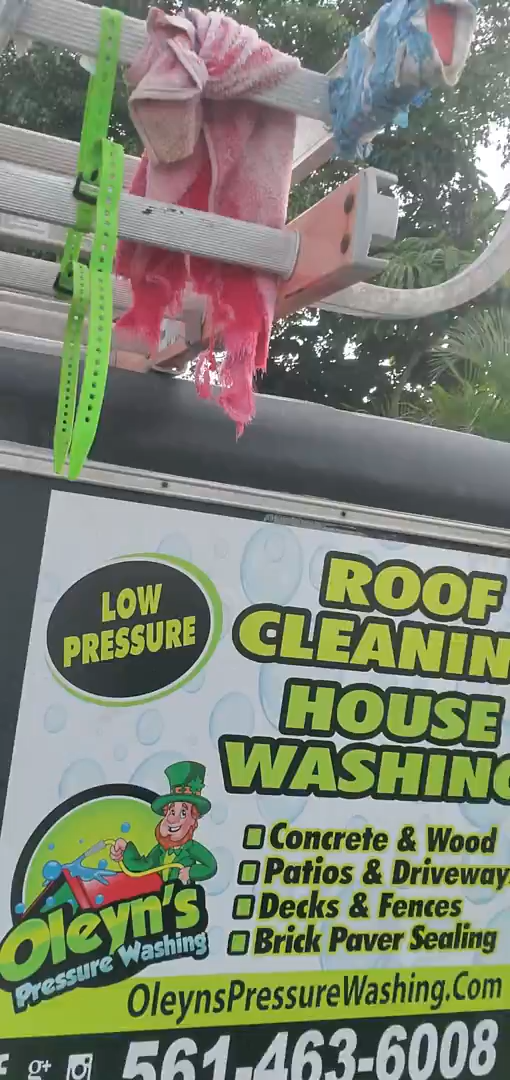 LOW
PRESSURE
ROOF
CLEANIN
HOUSE
WASHING
Concrete & Wood
Patios & Driveway
Decks & Fences
Brick Paver Sealing
Oleyn's
Pressure Washing
OleynsPressureWashing.Com
f g+
561-463-6008